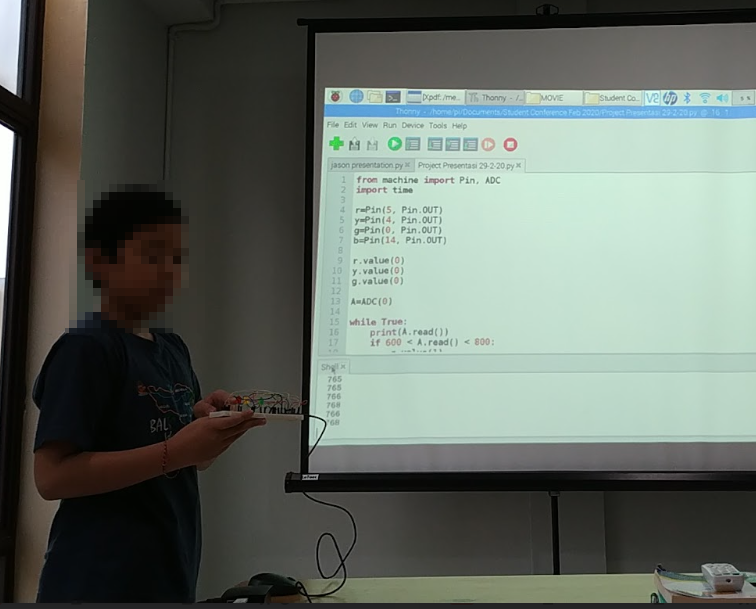 [Xpdf: /me...
Thonny - /...
MOVIE
Student Co...
V2
hp
Thonny - /home/pi/Documents/Student Conference Feb 2020/Project Presentasi 29-2-20.py @ 16 : 1
File Edit View Run Device Tools Help
jason presentation.py
Project Presentasi 29-2-20.py
1 from machine import Pin, ADC
2 import time
3
4 r=Pin(5, Pin.OUT)
5 y=Pin(4, Pin.OUT)
6 g=Pin(0, Pin.OUT)
7 b=Pin(14, Pin.OUT)
8
9 r.value(0)
10 y.value(0)
11 g.value(0)
12
13 A=ADC(0)
14
15 while True:
16 print(A.read())
17 if 600 < A.read() < 800:
Shell
765
765
766
768
766
768
BAL